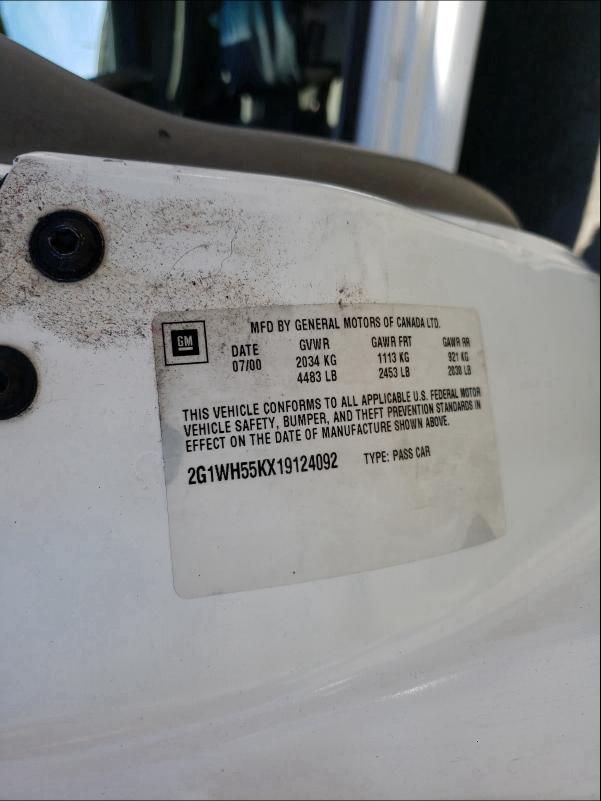 GM
MFD BY GENERAL MOTORS OF CANADA LTD.
DATE GVWR GAWR FRT GAWR RR
07/00 2034 KG 1113 KG 921 KG
4483 LB 2453 LB 2030 LB
THIS VEHICLE CONFORMS TO ALL APPLICABLE U.S. FEDERAL MOTOR
VEHICLE SAFETY, BUMPER, AND THEFT PREVENTION STANDARDS IN
EFFECT ON THE DATE OF MANUFACTURE SHOWN ABOVE.
2G1WH55KX19124092 TYPE: PASS CAR